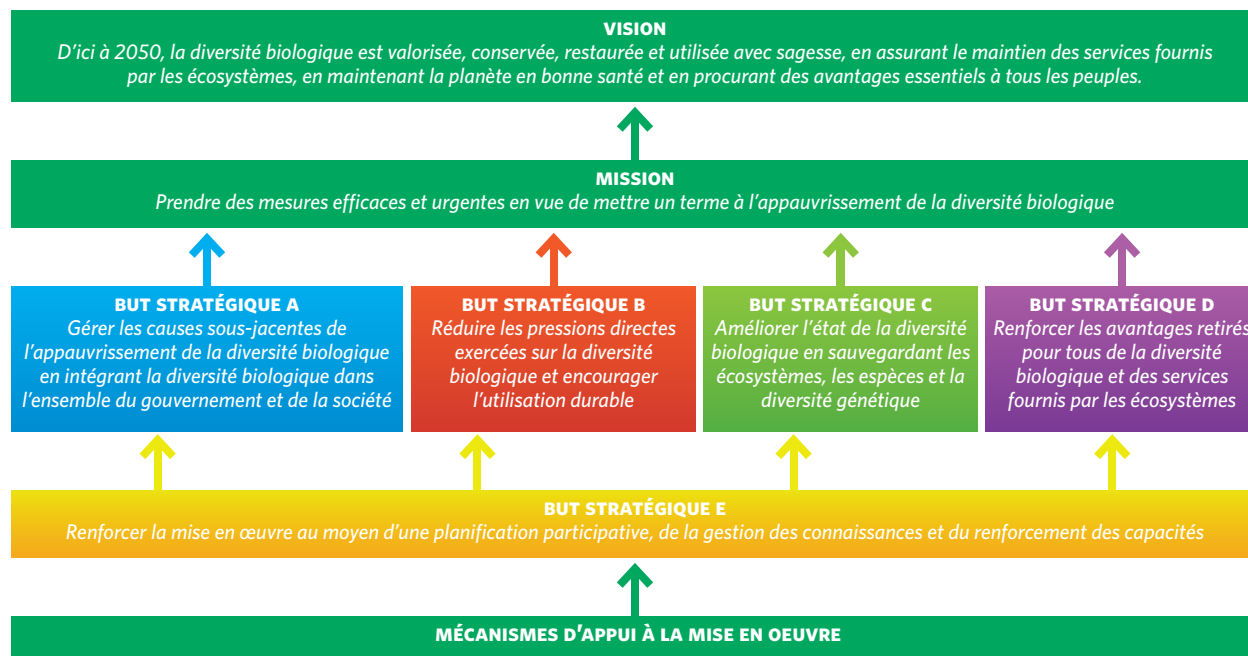 VISION
D'ici à 2050, la diversité biologique est valorisée, conservée, restaurée et utilisée avec sagesse, en assurant le maintien des services fournis
par les écosystèmes, en maintenant la planète en bonne santé et en procurant des avantages essentiels à tous les peuples.
MISSION
Prendre des mesures efficaces et urgentes en vue de mettre un terme à l'appauvrissement de la diversité biologique
BUT STRATÉGIQUE A
Gérer les causes sous-jacentes de
l'appauvrissement de la diversité biologique
en intégrant la diversité biologique dans
l'ensemble du gouvernement et de la société
BUT STRATÉGIQUE B
Réduire les pressions directes
exercées sur la diversité
biologique et encourager
l'utilisation durable
BUT STRATÉGIQUE C
Améliorer l'état de la diversité
biologique en sauvegardant les
écosystèmes, les espèces et la
diversité génétique
BUT STRATÉGIQUE D
Renforcer les avantages retirés
pour tous de la diversité
biologique et des services
fournis par les écosystèmes
BUT STRATÉGIQUE E
Renforcer la mise en œuvre au moyen d'une planification participative, de la gestion des connaissances et du renforcement des capacités
MÉCANISMES D'APPUI À LA MISE EN OEUVRE